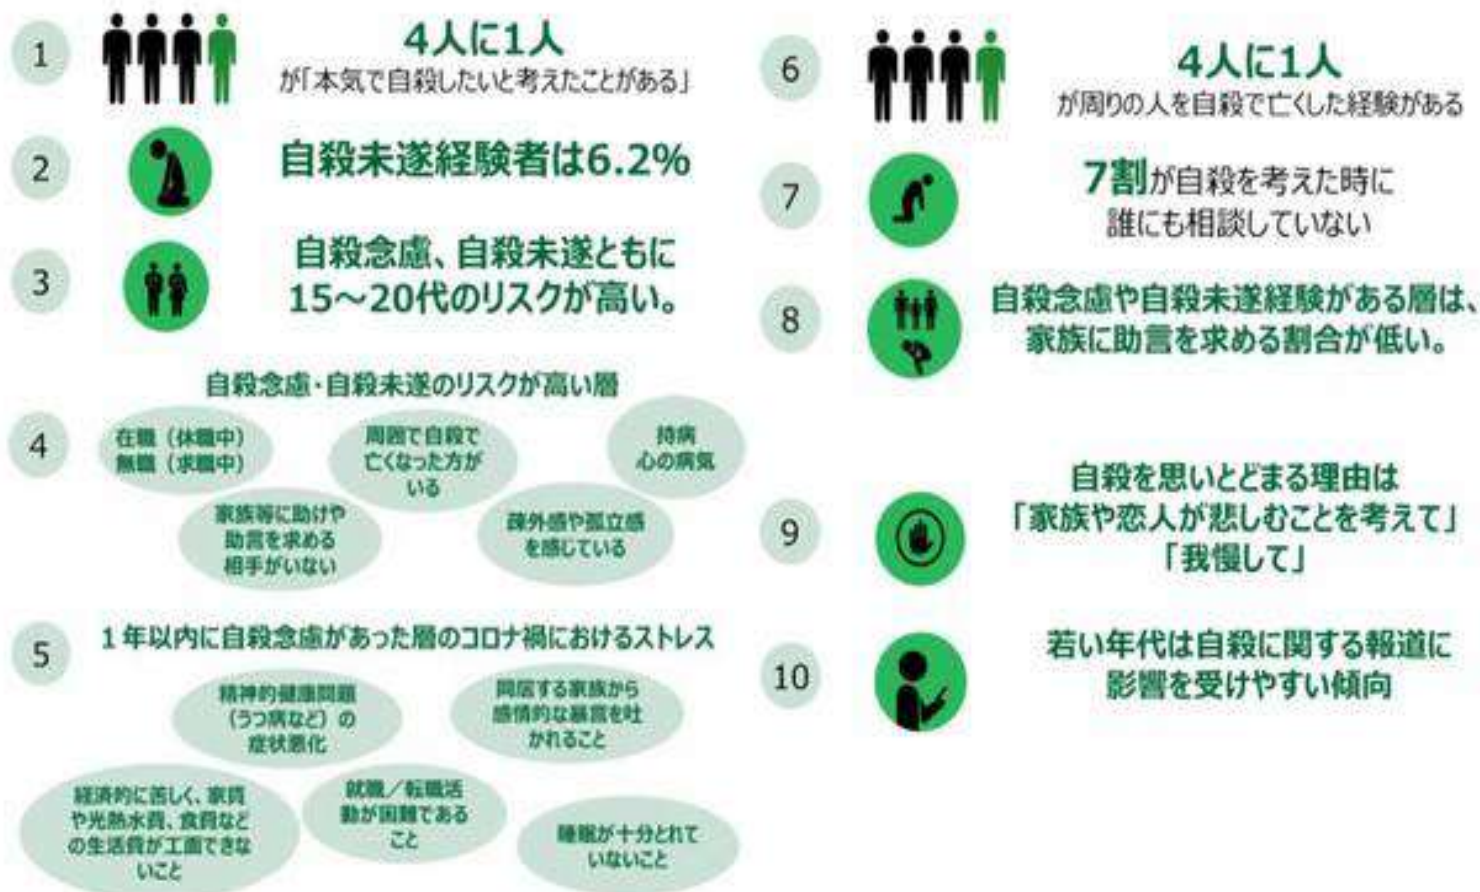 1
4人に1人
が「本気で自殺したいと考えたことがある」
2
自殺未遂経験者は6.2%
3
自殺念慮、自殺未遂ともに
15～20代のリスクが高い。
4
自殺念慮・自殺未遂のリスクが高い層
在職（休職中）
無職（求職中）
周囲で自殺で
亡くなった方が
いる
持病
心の病気
家族等に助けや
助言を求める
相手がいない
疎外感や孤立感
を感じている
5
1年以内に自殺念慮があった層のコロナ禍におけるストレス
精神的健康問題
（うつ病など）の
症状悪化
同居する家族から
感情的な暴言を吐
かれること
経済的に苦しく、家賃
や光熱水費、食費など
の生活費が工面できな
いこと
就職／転職活
動が困難である
こと
睡眠が十分とれて
いないこと
6
4人に1人
が周りの人を自殺で亡くした経験がある
7
7割が自殺を考えた時に
誰にも相談していない
8
自殺念慮や自殺未遂経験がある層は、
家族に助言を求める割合が低い。
9
自殺を思いとどまる理由は
「家族や恋人が悲しむことを考えて」
「我慢して」
10
若い年代は自殺に関する報道に
影響を受けやすい傾向